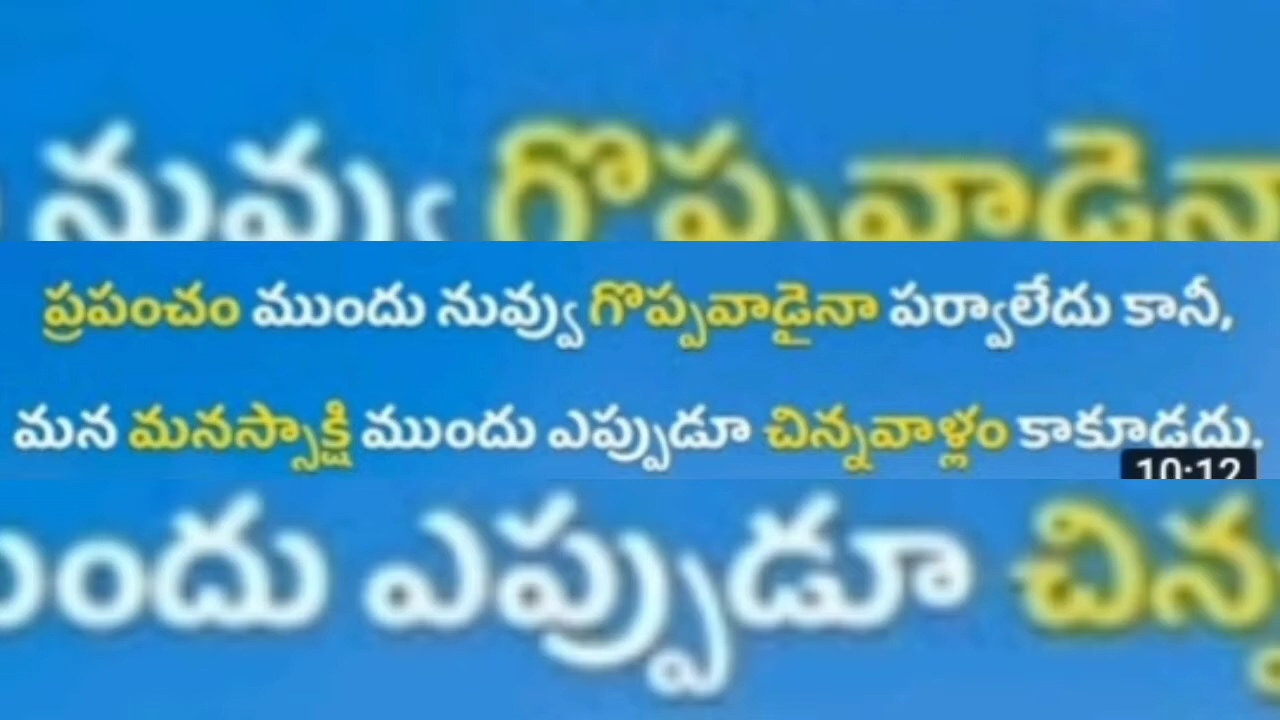 నువ్వు గొప్పవాడైనా
ప్రపంచం ముందు నువ్వు గొప్పవాడైనా పర్వాలేదు కానీ,
మన మనస్సాక్షి ముందు ఎప్పుడూ చిన్నవాళ్లం కాకూడదు.
10:12
ముందు ఎప్పుడూ చిన్న